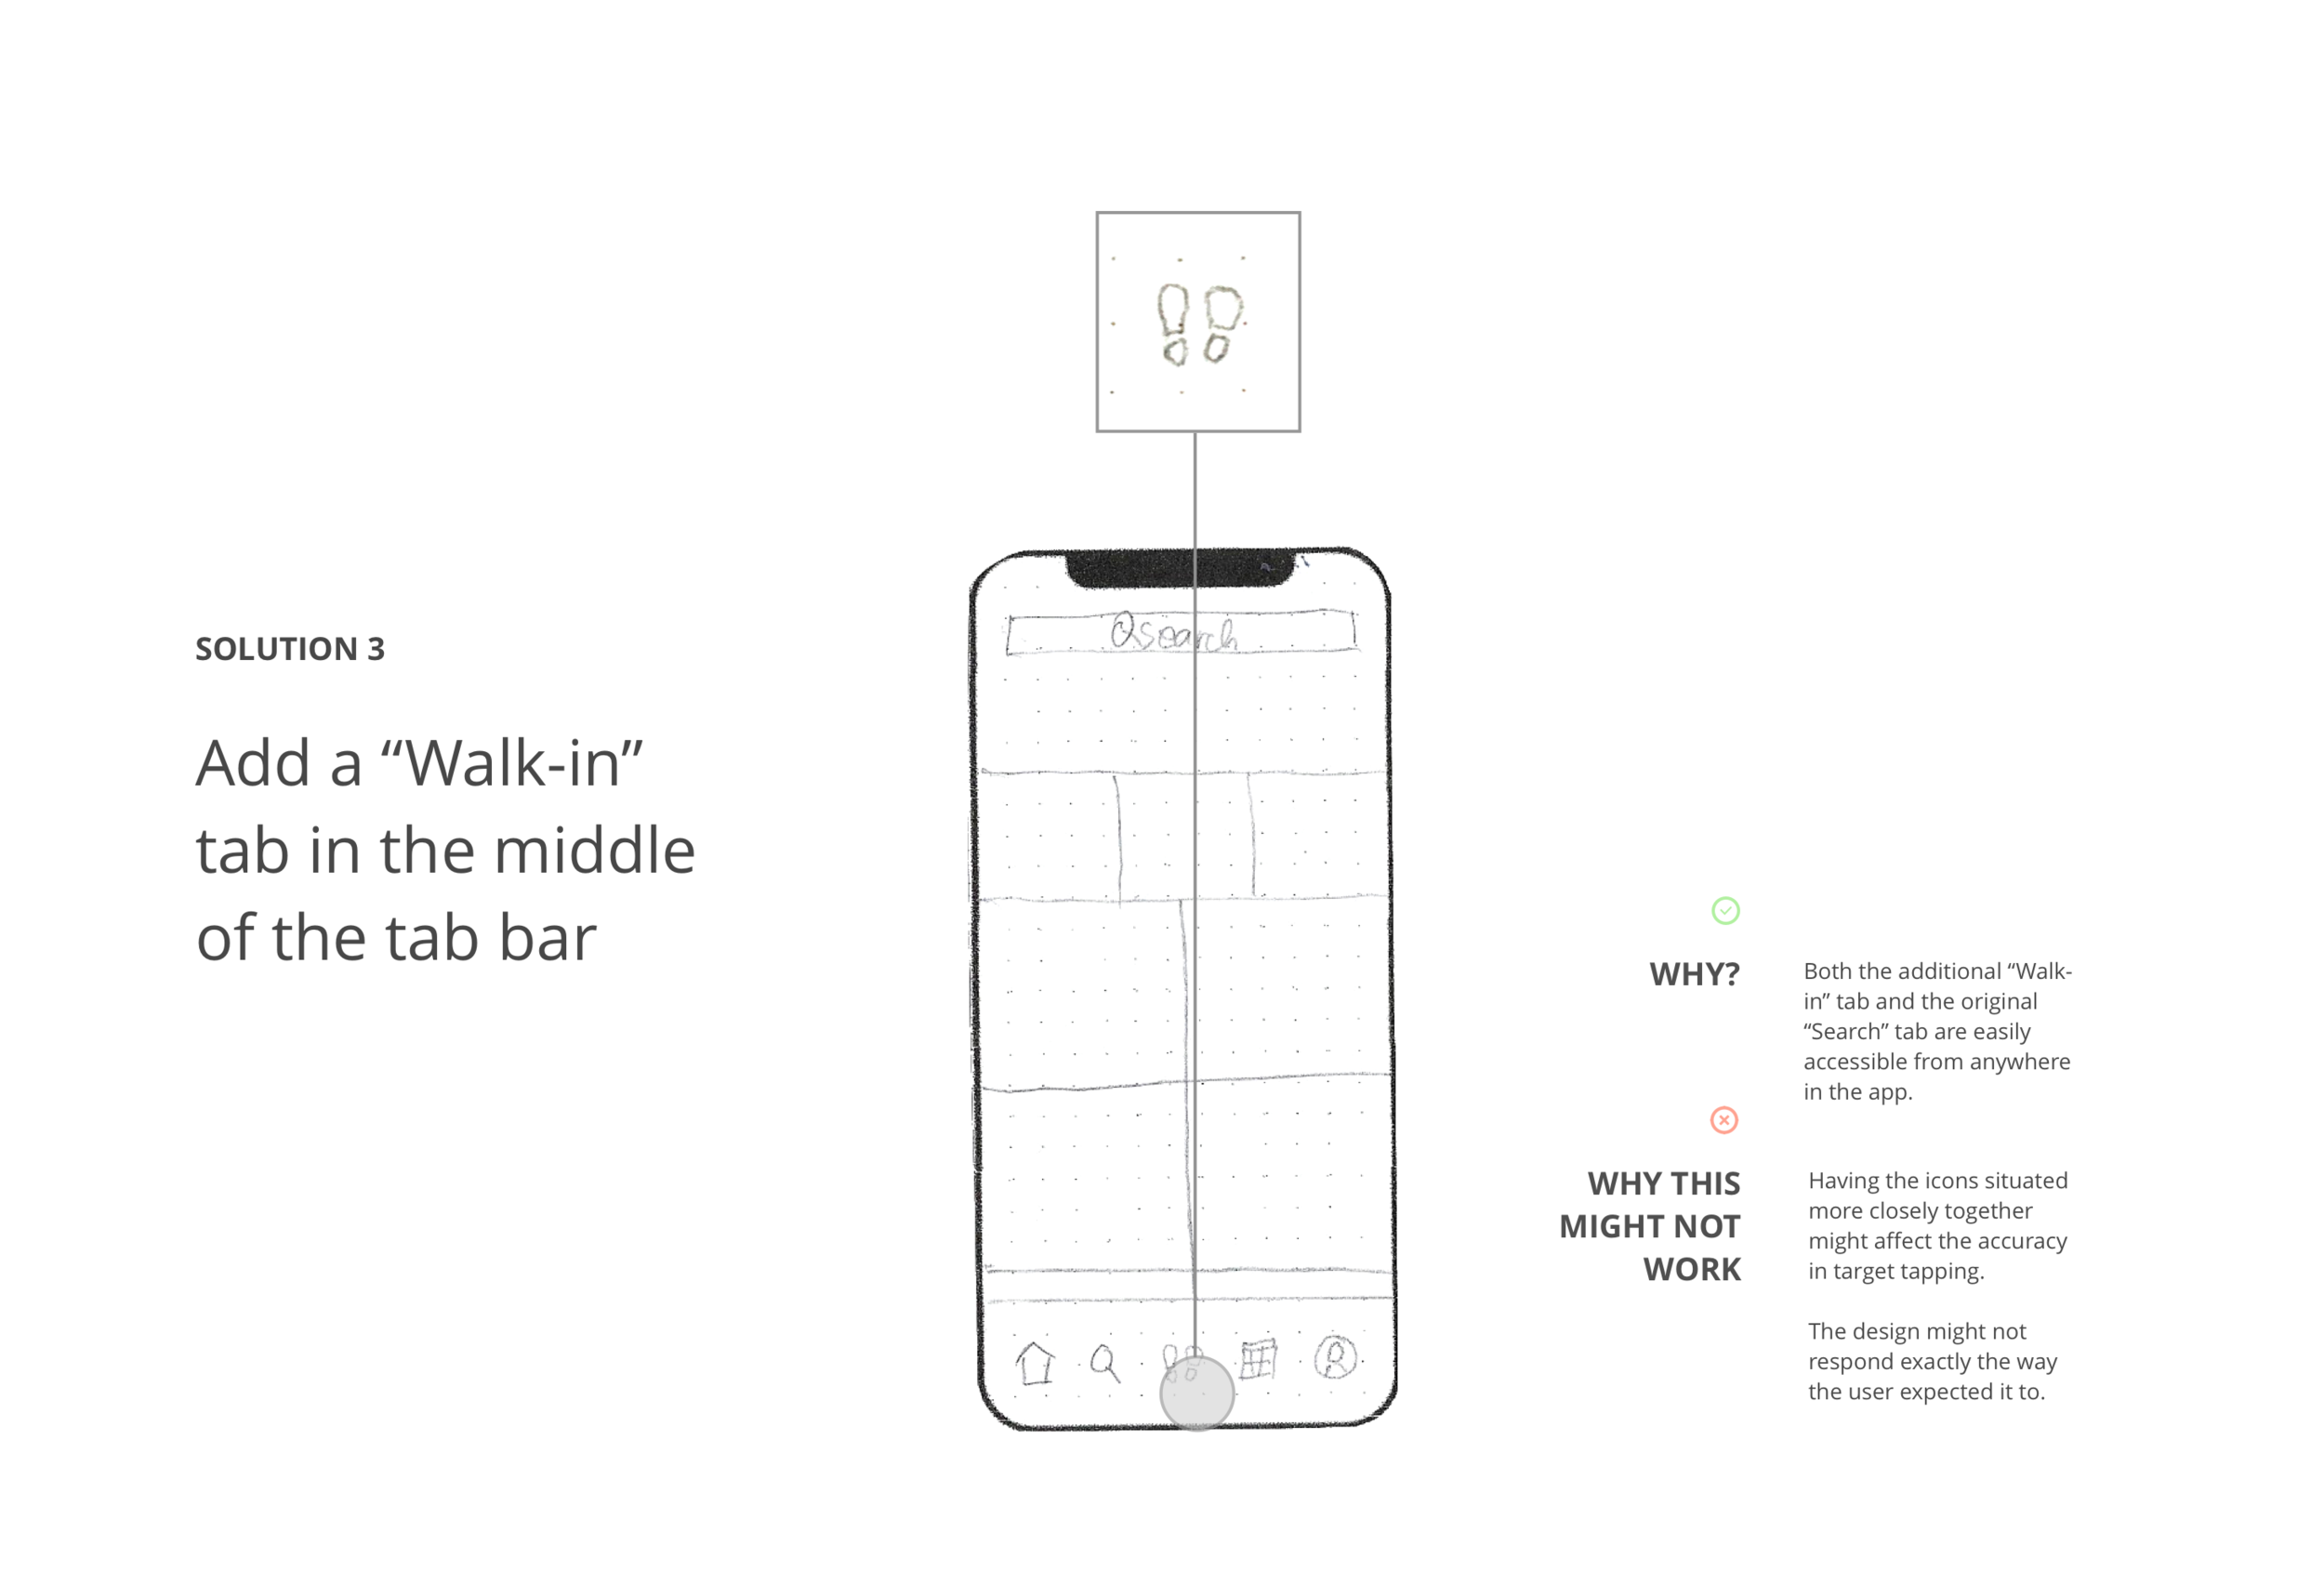 SOLUTION 3
Add a “Walk-in”
tab in the middle
of the tab bar
search
WHY?
Both the additional “Walk-
in” tab and the original
“Search” tab are easily
accessible from anywhere
in the app.
WHY THIS
MIGHT NOT
WORK
Having the icons situated
more closely together
might affect the accuracy
in target tapping.
The design might not
respond exactly the way
the user expected it to.